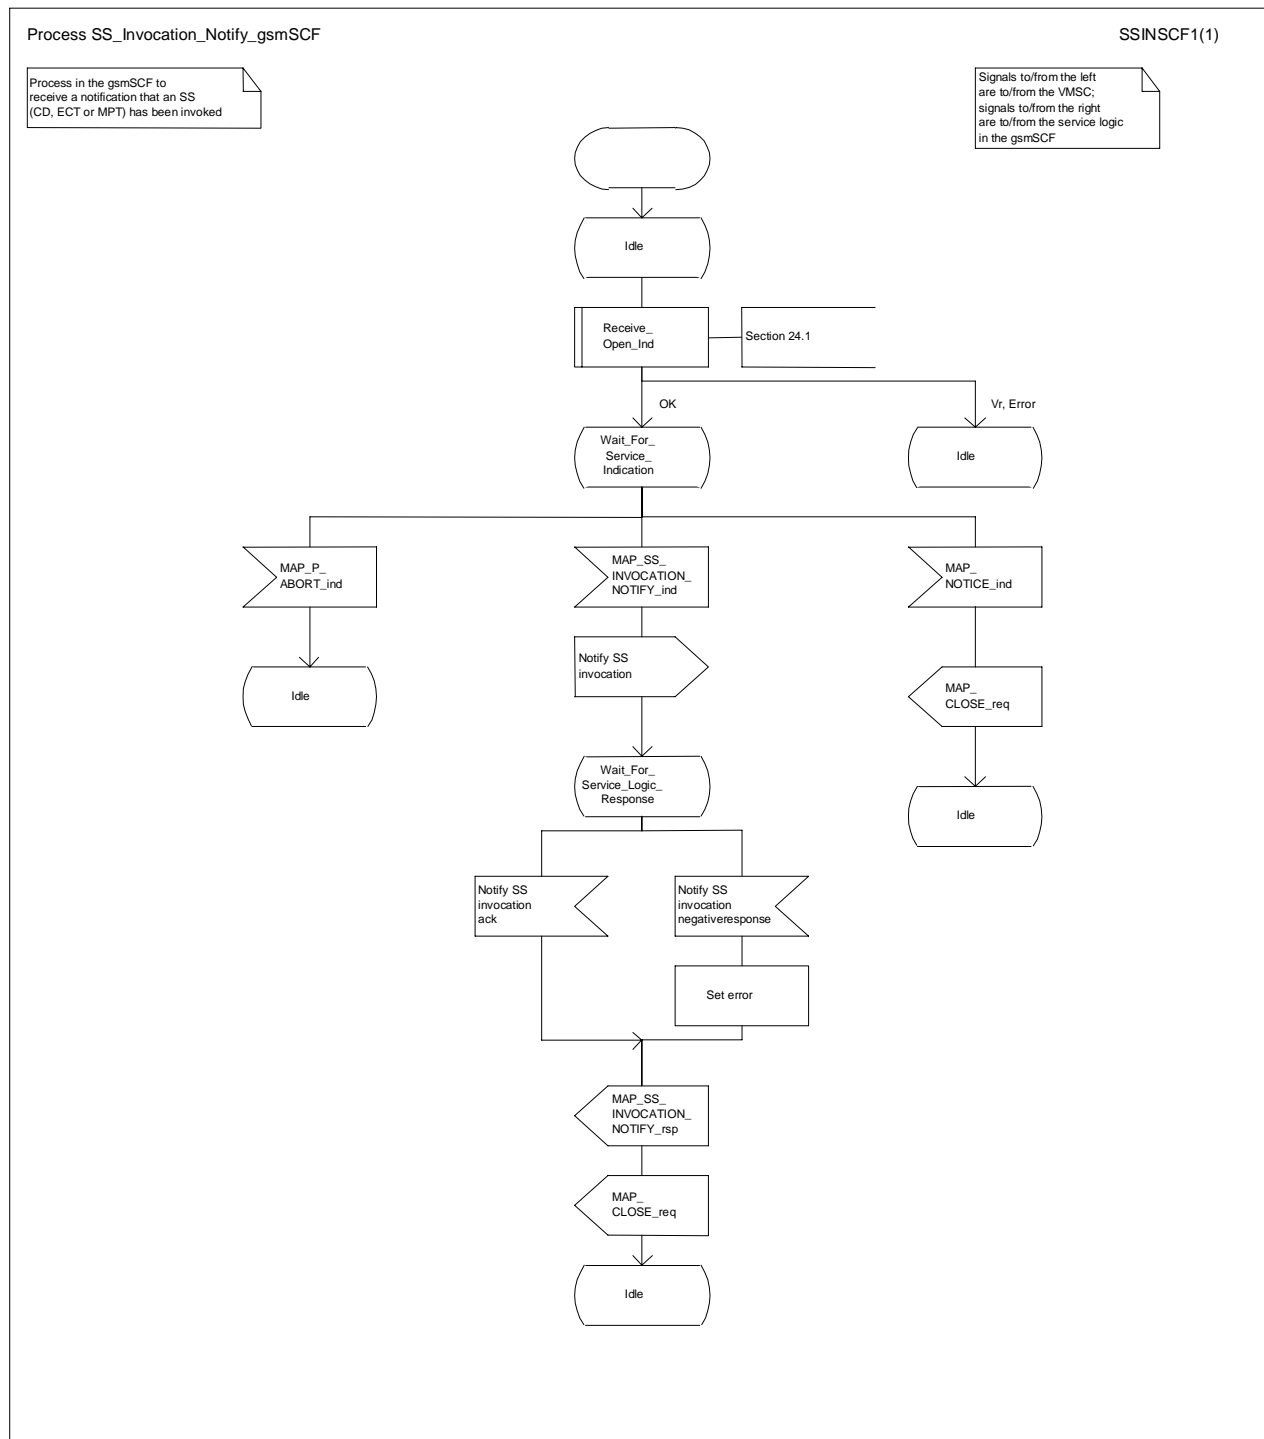 Process SS_Invocation_Notify_gsmSCF
SSINSCF1(1)
Process in the gsmSCF to
receive a notification that an SS
(CD, ECT or MPT) has been invoked
Signals to/from the left
are to/from the VMSC;
signals to/from the right
are to/from the service logic
in the gsmSCF
Idle
Receive_
Open_Ind
Section 24.1
OK
Vr, Error
Wait_For_
Service_
Indication
Idle
MAP_P_
ABORT_ind
MAP_SS_
INVOCATION_
NOTIFY_ind
MAP_
NOTICE_ind
Notify SS
invocation
Idle
MAP_
CLOSE_req
Wait_For_
Service_Logic_
Response
Idle
Notify SS
invocation
ack
Notify SS
invocation
negativeresponse
Set error
MAP_SS_
INVOCATION_
NOTIFY_rsp
MAP_
CLOSE_req
Idle